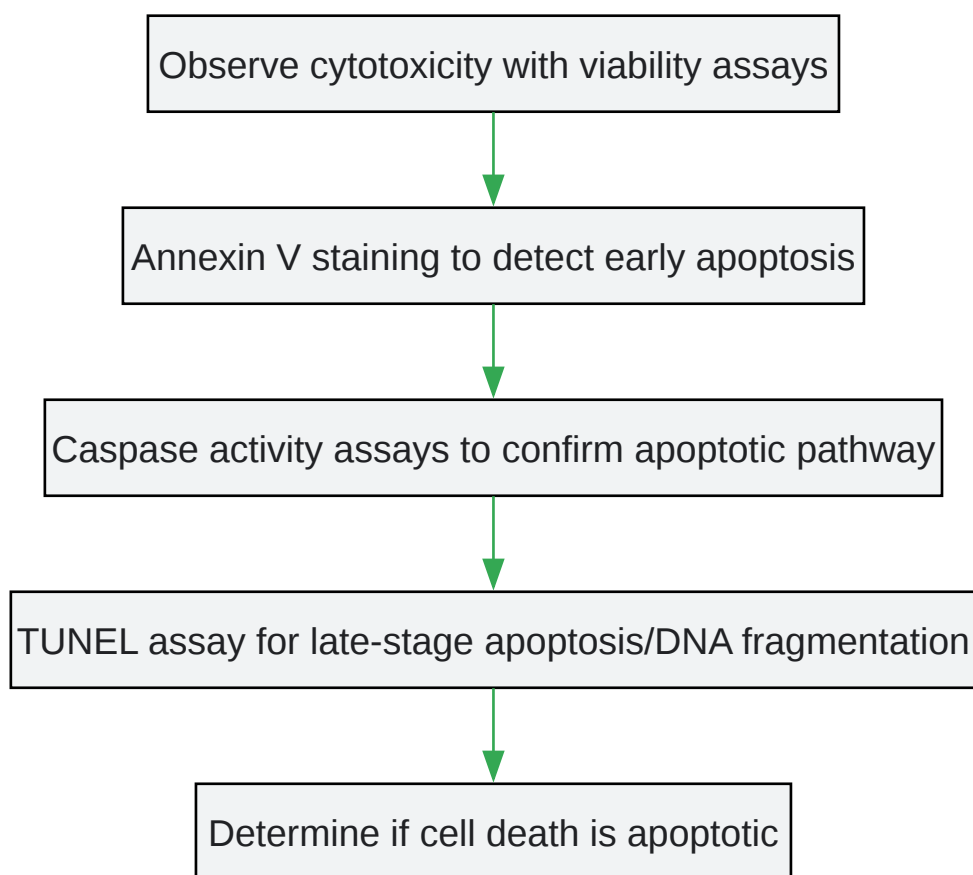 Observe cytotoxicity with viability assays
Annexin V staining to detect early apoptosis
Caspase activity assays to confirm apoptotic pathway
TUNEL assay for late-stage apoptosis/DNA fragmentation
Determine if cell death is apoptotic